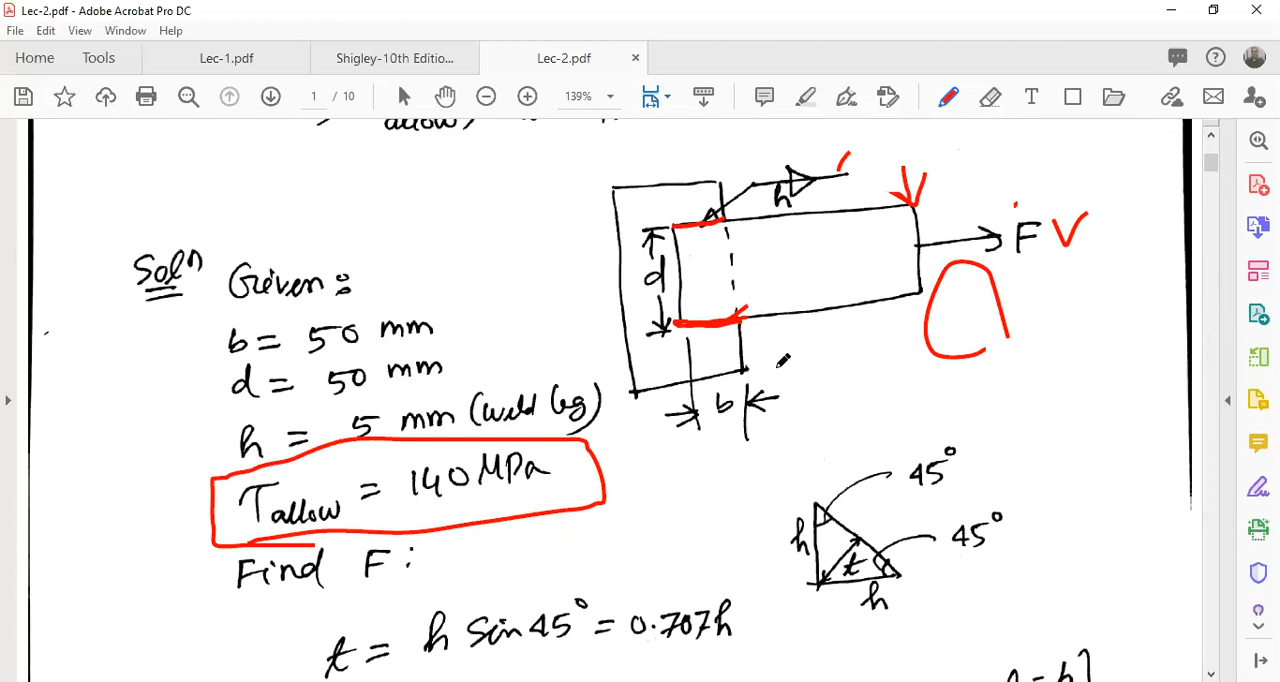 Lec-2.pdf - Adobe Acrobat Pro DC
File Edit View Window Help
Home Tools Lec-1.pdf Shigley-10th Editio... Lec-2.pdf ×
1 / 10 139%
allow,
h
F V
d
b
Solⁿ Given:
b = 50 mm
d = 50 mm
h = 5 mm (weld leg)
τallow = 140 MPa
Find F:
45°
45°
h
t
h
t = h sin 45° = 0.707h